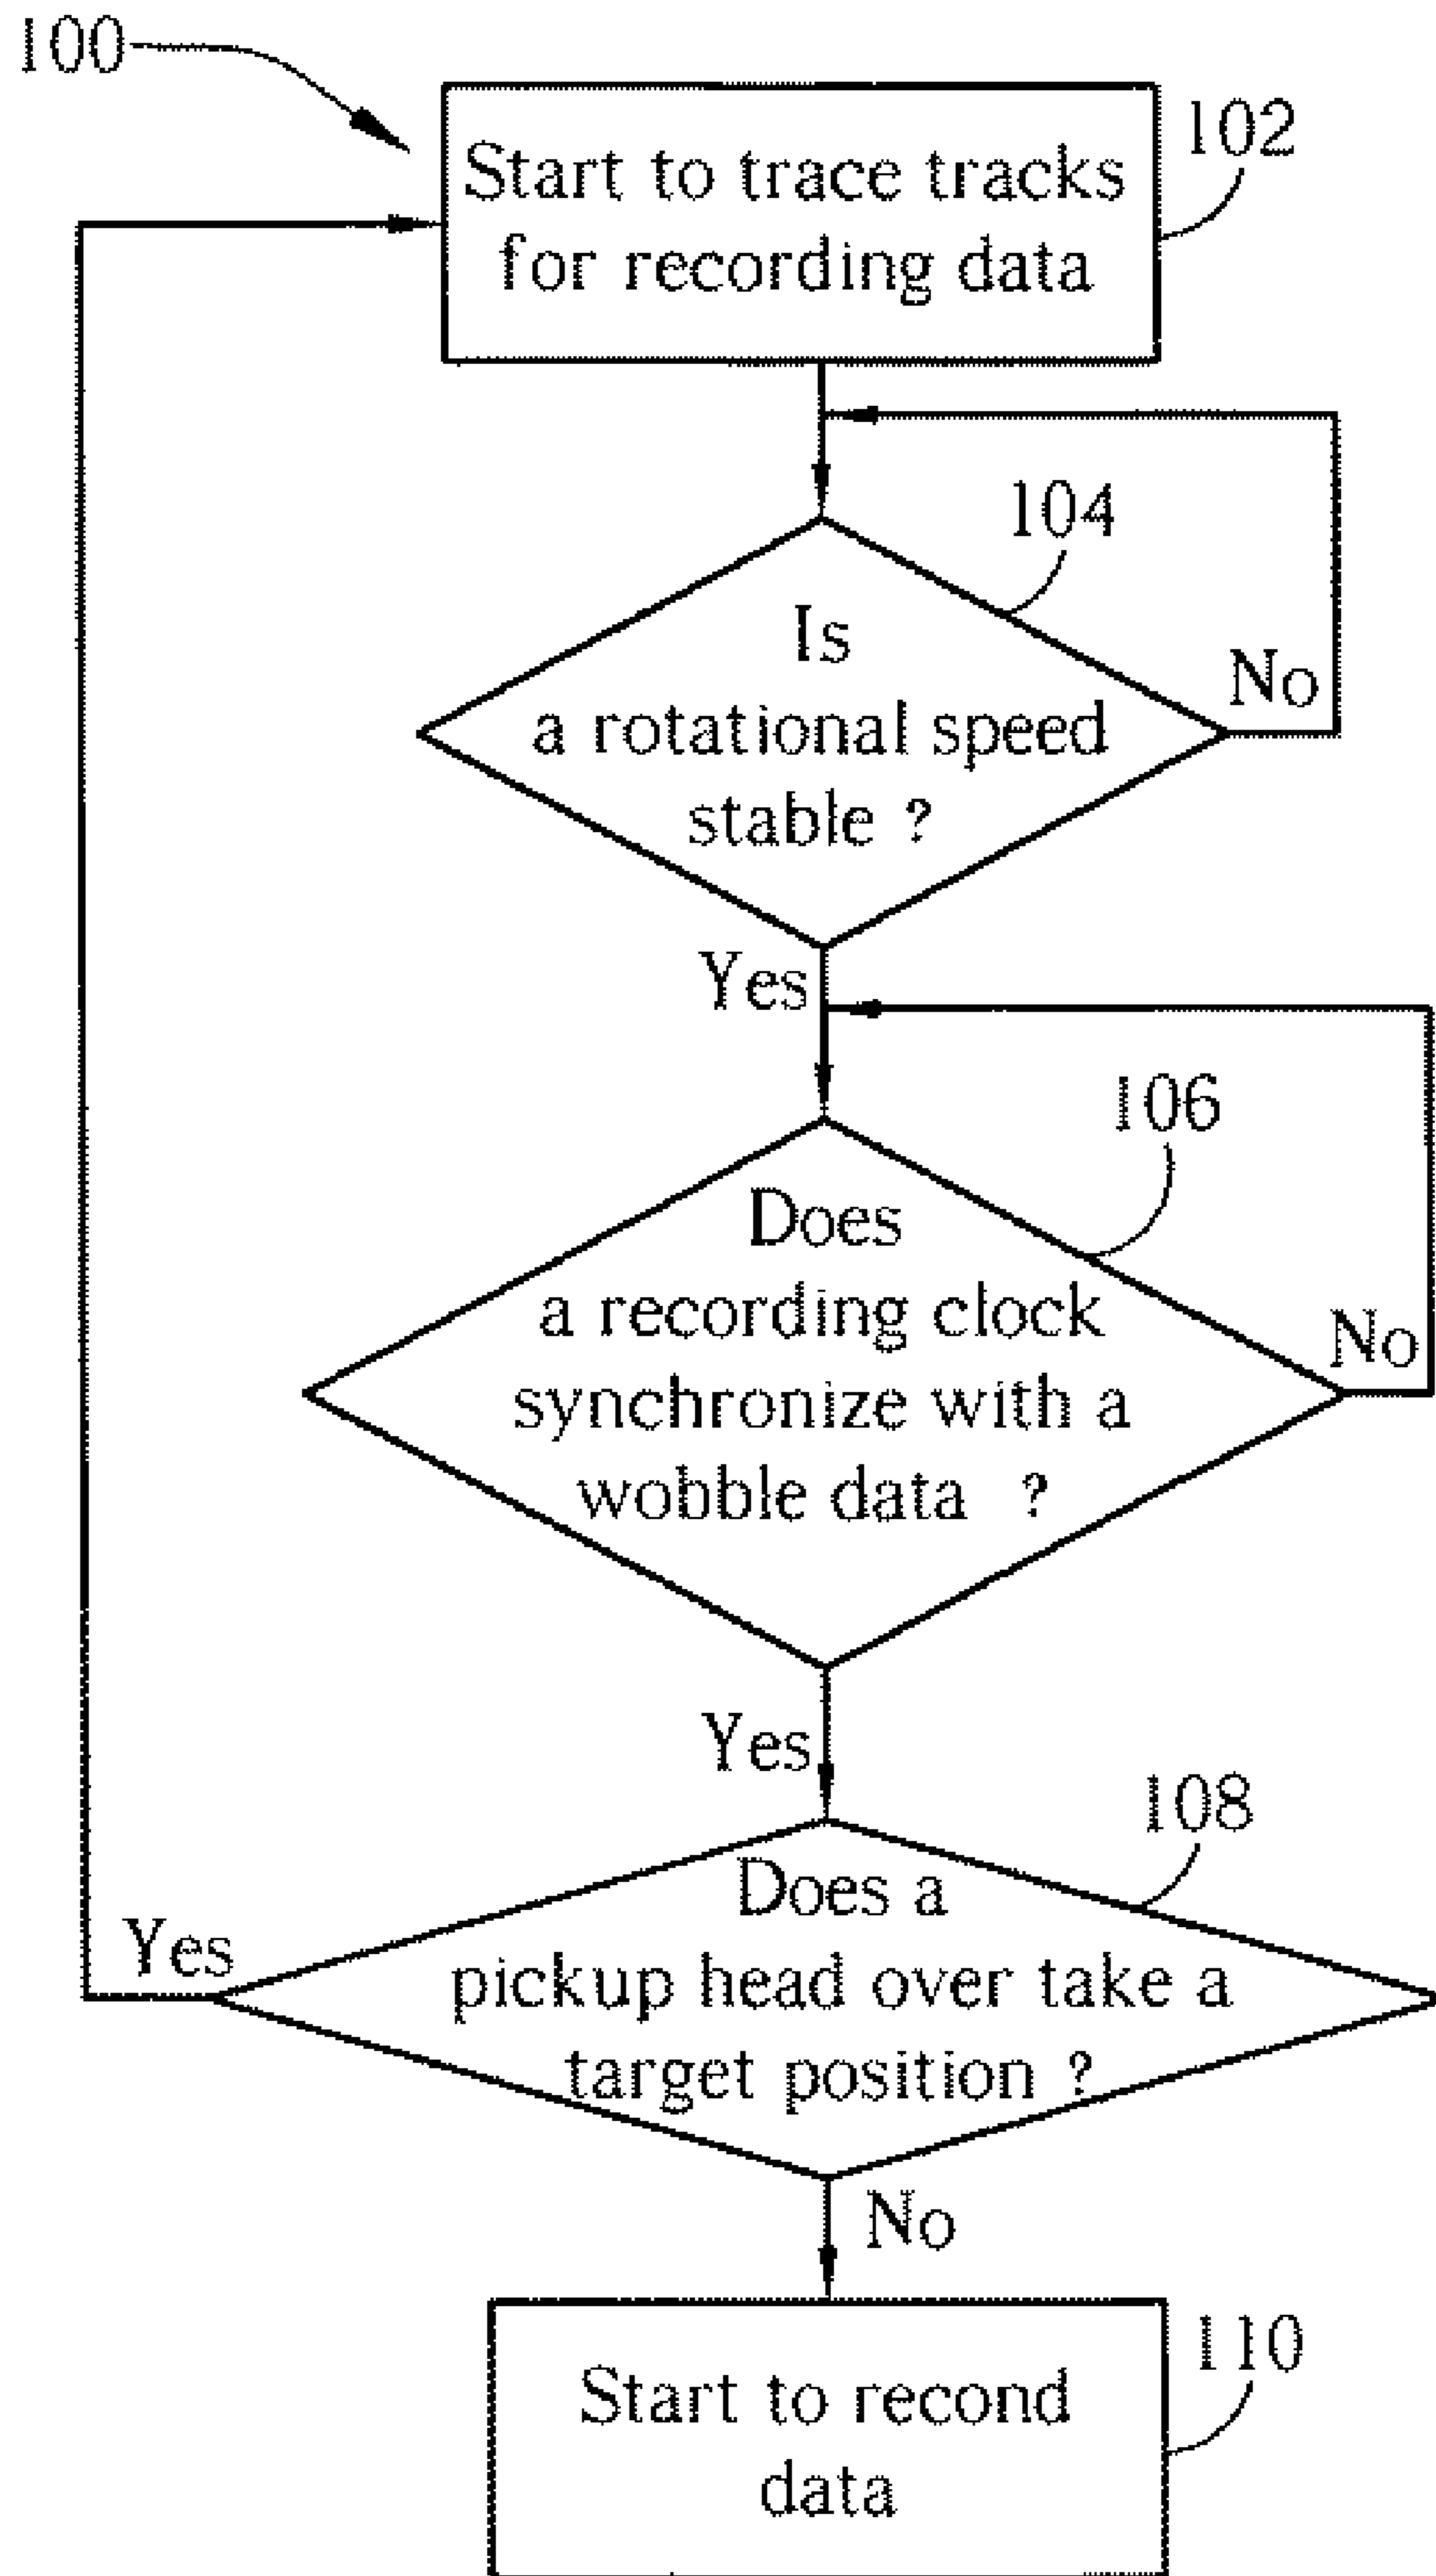 100
102
Start to trace tracks
for recording data
104
Is
a rotational speed
stable ?
No
Yes
106
Does
a recording clock
synchronize with a
wobble data ?
No
Yes
108
Does a
pickup head over take a
target position ?
Yes
No
110
Start to recond
data